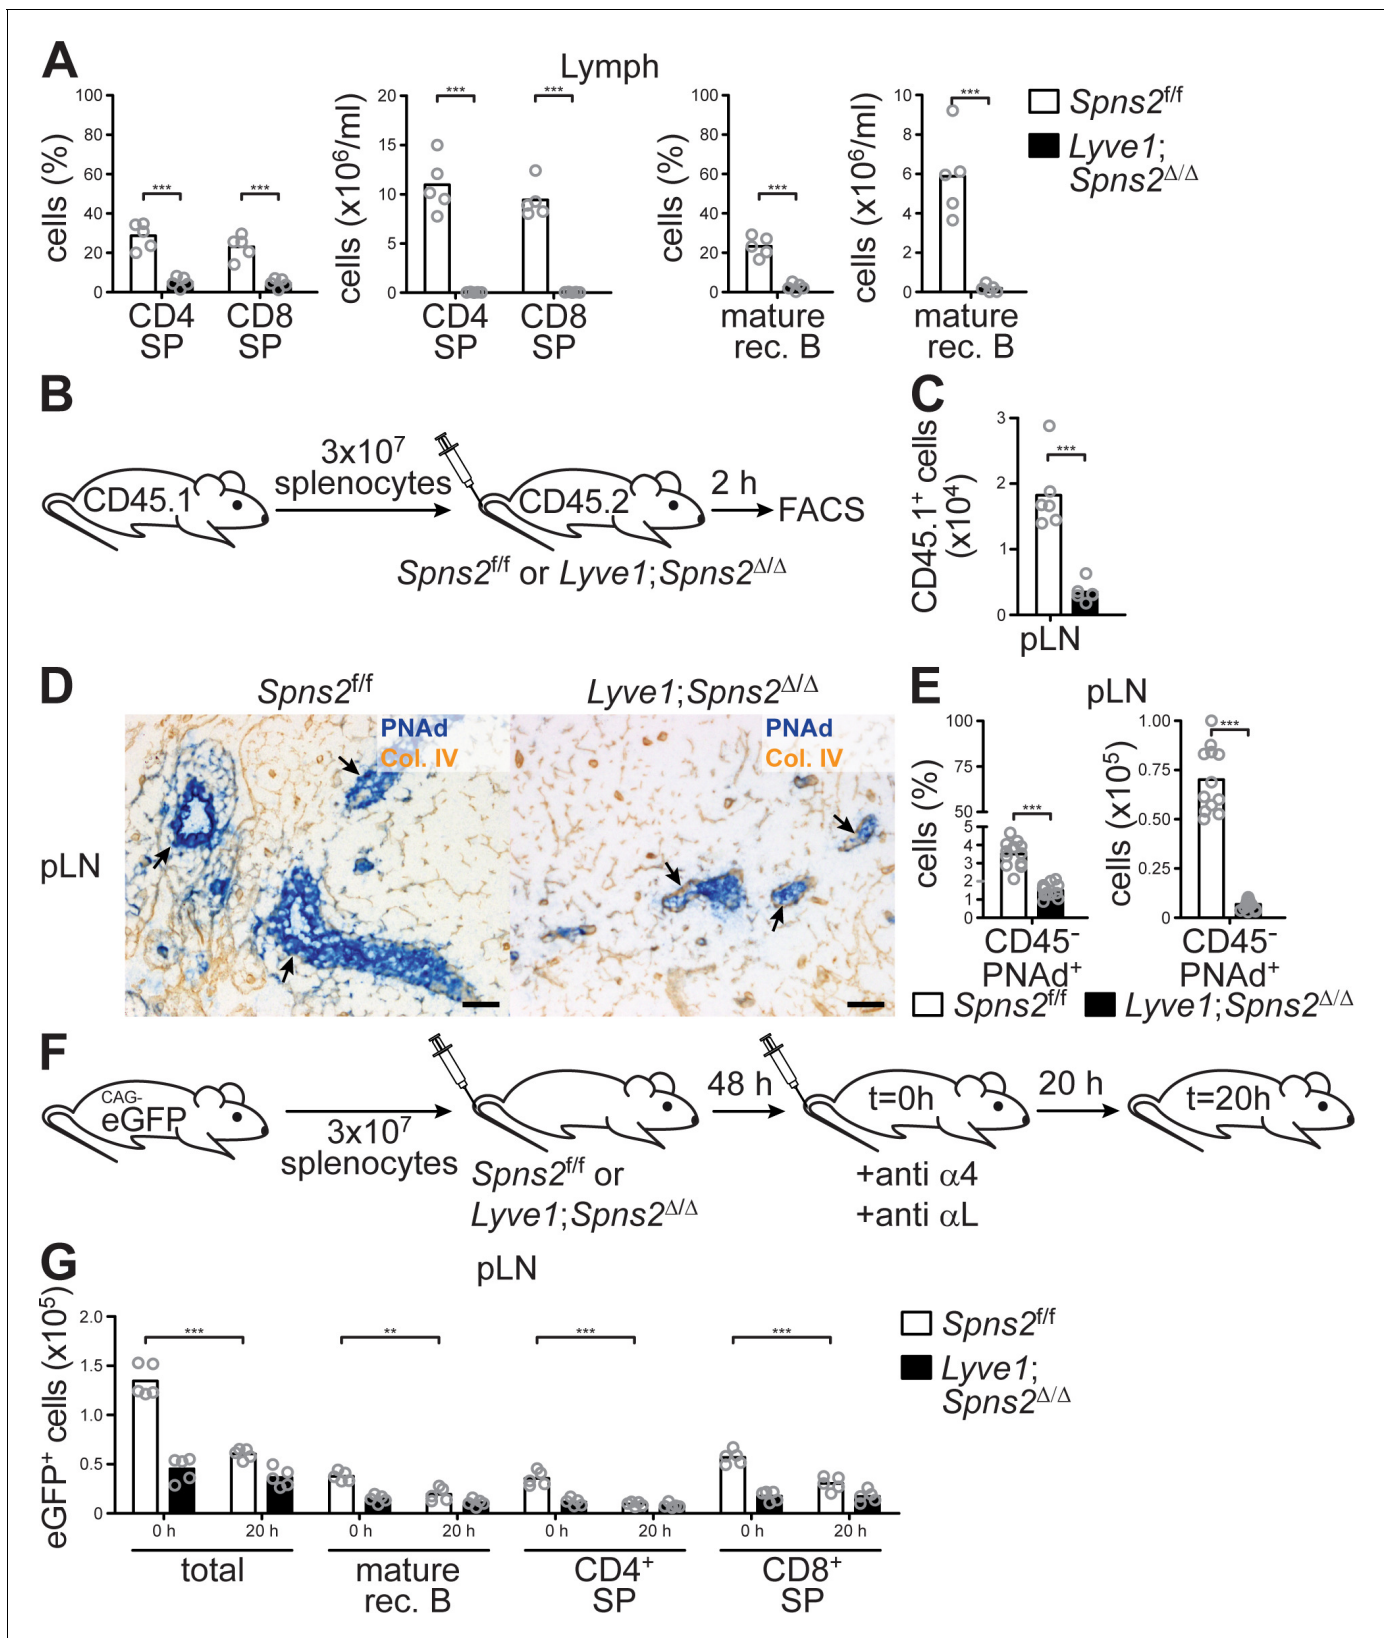 A
Lymph
cells (%)
100
80
60
40
20
0
***
***
CD4
SP
CD8
SP
cells (x10⁶/ml)
20
15
10
5
0
***
***
CD4
SP
CD8
SP
cells (%)
100
80
60
40
20
0
***
mature
rec. B
cells (x10⁶/ml)
10
8
6
4
2
0
***
mature
rec. B
Spns2f/f
Lyve1;
Spns2Δ/Δ
B
CD45.1
3x10⁷
splenocytes
CD45.2
2 h
FACS
Spns2f/f or Lyve1;Spns2Δ/Δ
C
CD45.1⁺ cells
(x10⁴)
3
2
1
0
***
pLN
D
Spns2f/f
Lyve1;Spns2Δ/Δ
pLN
PNAd
Col. IV
PNAd
Col. IV
E
pLN
cells (%)
100
75
50
5
4
3
2
1
0
***
CD45-
PNAd⁺
cells (x10⁵)
1.00
0.75
0.50
0.25
0
***
CD45-
PNAd⁺
Spns2f/f
Lyve1;Spns2Δ/Δ
F
CAG-
eGFP
3x10⁷
splenocytes
Spns2f/f or
Lyve1;Spns2Δ/Δ
48 h
t=0h
+anti α4
+anti αL
20 h
t=20h
G
pLN
eGFP⁺ cells (x10⁵)
2.0
1.5
1.0
0.5
0
***
**
***
***
0 h
20 h
0 h
20 h
0 h
20 h
0 h
20 h
total
mature
rec. B
CD4⁺
SP
CD8⁺
SP
Spns2f/f
Lyve1;
Spns2Δ/Δ